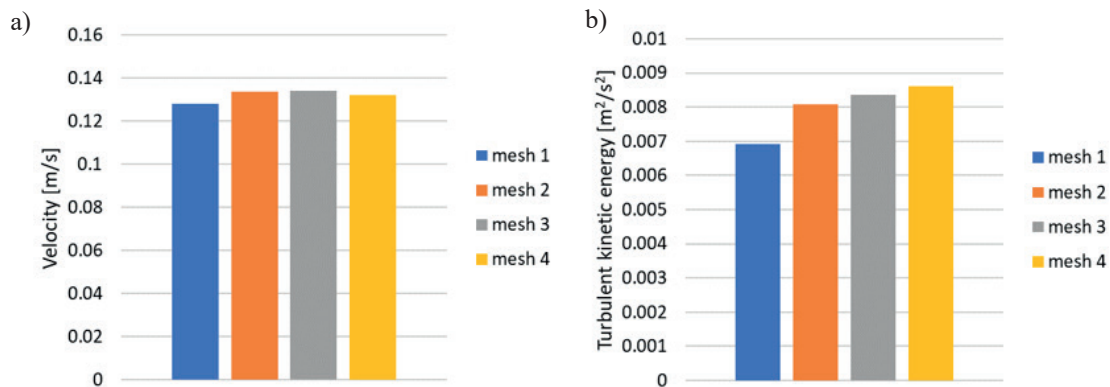 a)
0.16
0.14
0.12
0.1
0.08
0.06
0.04
0.02
0
Velocity [m/s]
mesh 1
mesh 2
mesh 3
mesh 4
b)
0.01
0.009
0.008
0.007
0.006
0.005
0.004
0.003
0.002
0.001
0
Turbulent kinetic energy [m²/s²]
mesh 1
mesh 2
mesh 3
mesh 4